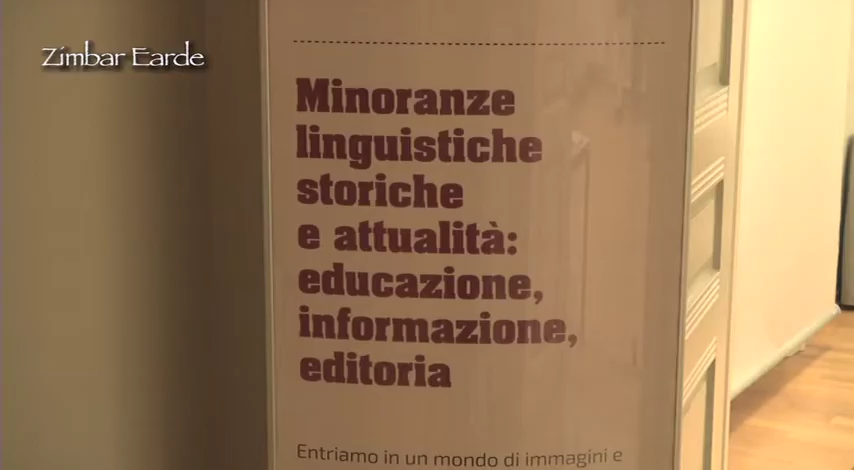 Zimbar Earde
Minoranze
linguistiche
storiche
e attualità:
educazione,
informazione,
editoria
Entriamo in un mondo di immagini e